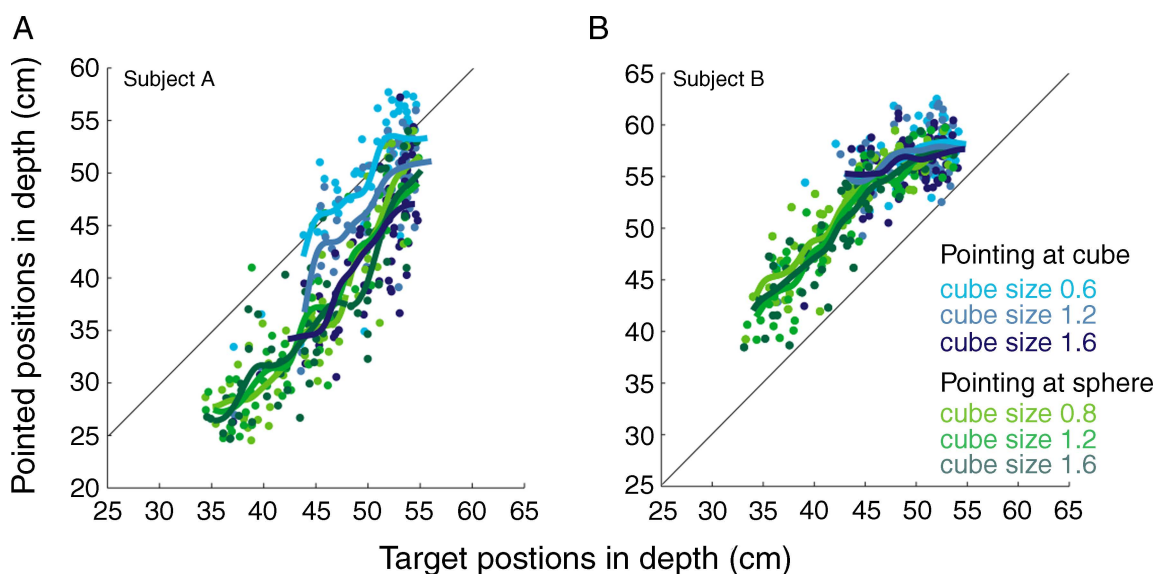 A
B
Pointed positions in depth (cm)
Subject A
60
55
50
45
40
35
30
25
20
25 30 35 40 45 50 55 60 65
Subject B
65
60
55
50
45
40
35
30
25
25 30 35 40 45 50 55 60 65
Pointing at cube
cube size 0.6
cube size 1.2
cube size 1.6
Pointing at sphere
cube size 0.8
cube size 1.2
cube size 1.6
Target postions in depth (cm)